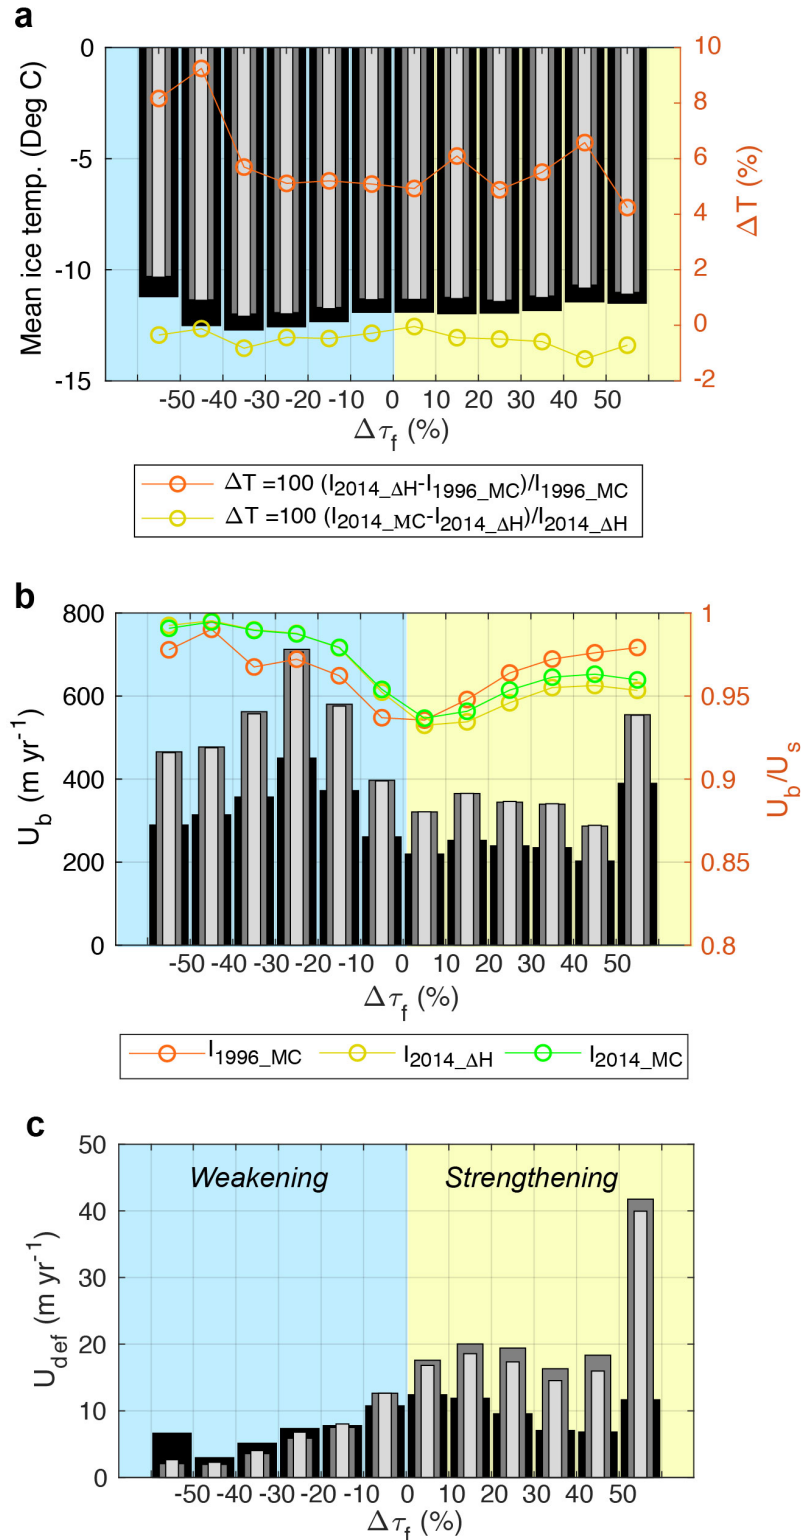 a
0
-5
-10
-15
Mean ice temp. (Deg C)
10
8
6
4
2
0
-2
ΔT (%)
-50 -40 -30 -20 -10 0 10 20 30 40 50
Δτf (%)
ΔT =100 (I2014_ΔH-I1996_MC)/I1996_MC
ΔT =100 (I2014_MC-I2014_ΔH)/I2014_ΔH
b
800
600
400
200
0
Ub (m yr-1)
1
0.95
0.9
0.85
0.8
Ub/Us
-50 -40 -30 -20 -10 0 10 20 30 40 50
Δτf (%)
I1996_MC I2014_ΔH I2014_MC
c
50
40
30
20
10
0
Udef (m yr-1)
Weakening Strengthening
-50 -40 -30 -20 -10 0 10 20 30 40 50
Δτf (%)